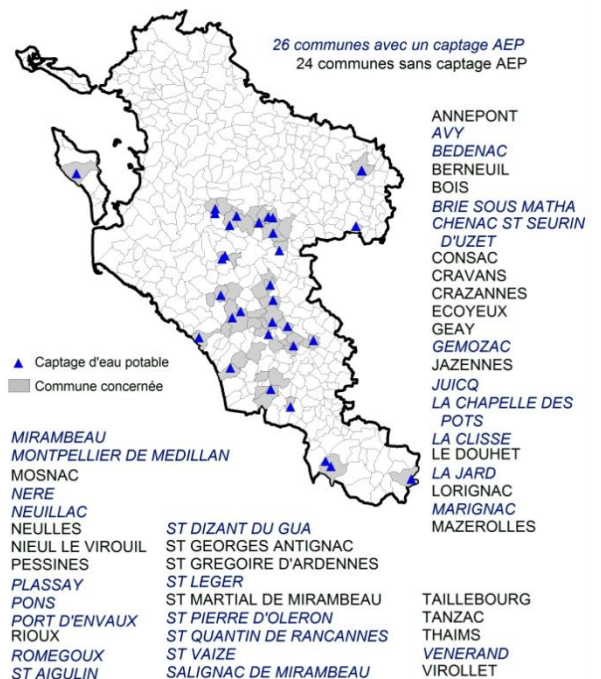 26 communes avec un captage AEP
24 communes sans captage AEP
ANNEPONT
AVY
BEDENAC
BERNEUIL
BOIS
BRIE SOUS MATHA
CHENAC ST SEURIN
D'UZET
CONSAC
CRAVANS
CRAZANNES
ECOYEUX
GEAY
GEMOZAC
JAZENNES
JUICQ
LA CHAPELLE DES
POTS
LA CLISSE
LE DOUHET
LA JARD
LORIGNAC
MARIGNAC
MAZEROLLES
Captage d'eau potable
Commune concernée
MIRAMBEAU
MONTPELLIER DE MEDILLAN
MOSNAC
NERE
NEUILLAC
NEULLES
NIEUL LE VIROUIL
PESSINES
PLASSAY
PONS
PORT D'ENVAUX
RIOUX
ROMEGOUX
ST AIGULIN
ST DIZANT DU GUA
ST GEORGES ANTIGNAC
ST GREGOIRE D'ARDENNES
ST LEGER
ST MARTIAL DE MIRAMBEAU
ST PIERRE D'OLERON
ST QUANTIN DE RANCANNES
ST VAIZE
SALIGNAC DE MIRAMBEAU
TAILLEBOURG
TANZAC
THAIMS
VENERAND
VIROLLET